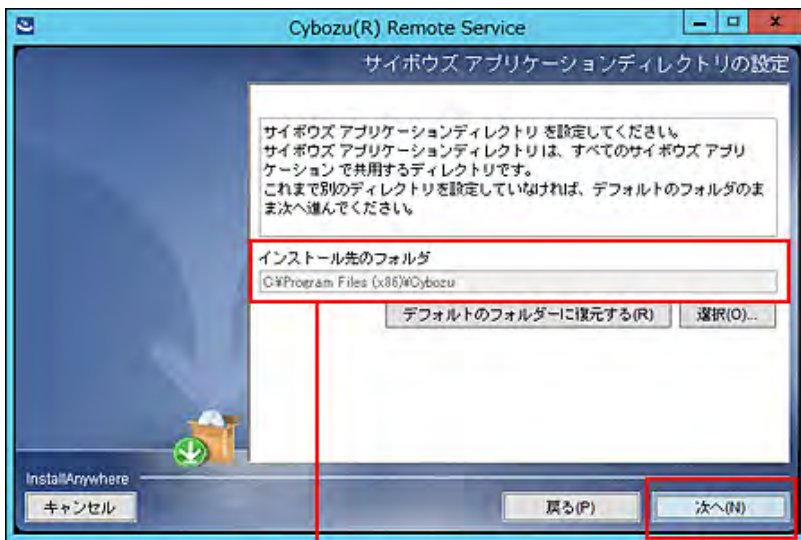 Cybozu(R) Remote Service
サイボウズ アプリケーションディレクトリの設定
サイボウズ アプリケーションディレクトリ を設定してください。
サイボウズ アプリケーションディレクトリは、すべてのサイボウズ アプリ
ケーション で共用するディレクトリです。
これまで別のディレクトリを設定していなければ、デフォルトのフォルダのま
ま次へ進んでください。
インストール先のフォルダ
C:¥Program Files (x86)¥Cybozu
デフォルトのフォルダーに復元する(R)
選択(O)...
InstallAnywhere
キャンセル
戻る(P)
次へ(N)